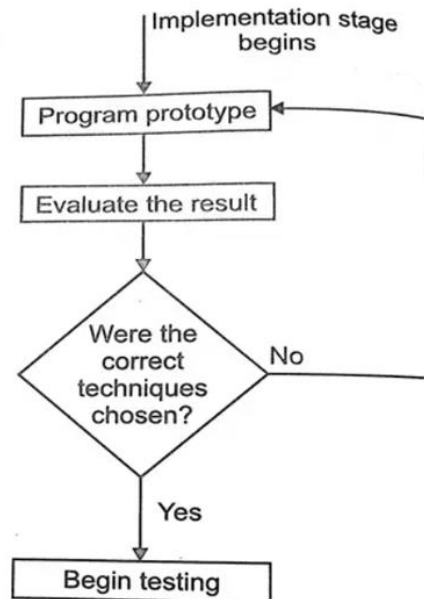 Implementation stage
begins
Program prototype
Evaluate the result
Were the
correct
techniques
chosen?
No
Yes
Begin testing